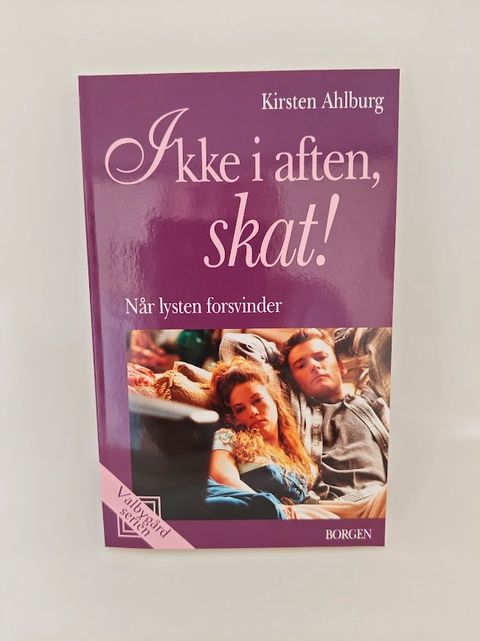 Kirsten Ahlburg
Ikke i aften,
skat!
Når lysten forsvinder
Valbygård
serien
BORGEN